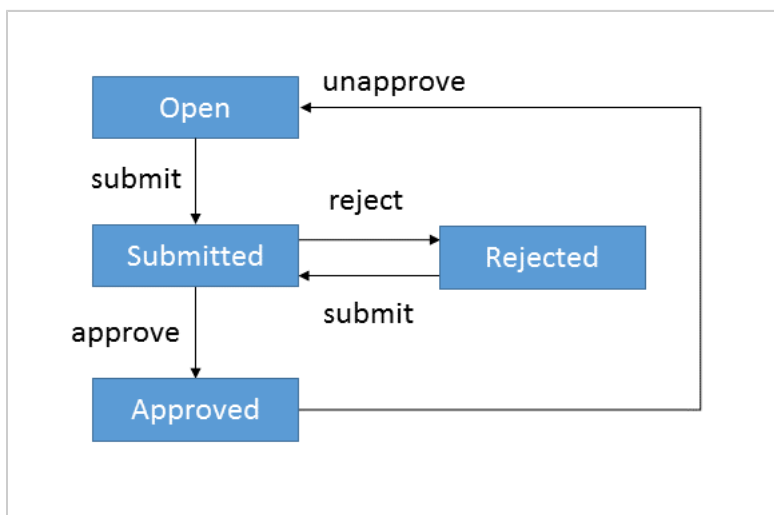 unapprove
Open
submit
reject
Submitted
Rejected
submit
approve
Approved